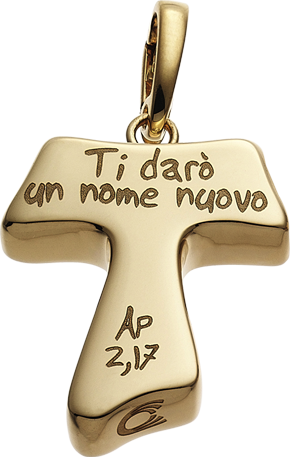 Ti darò
un nome nuovo
Ap
2,17